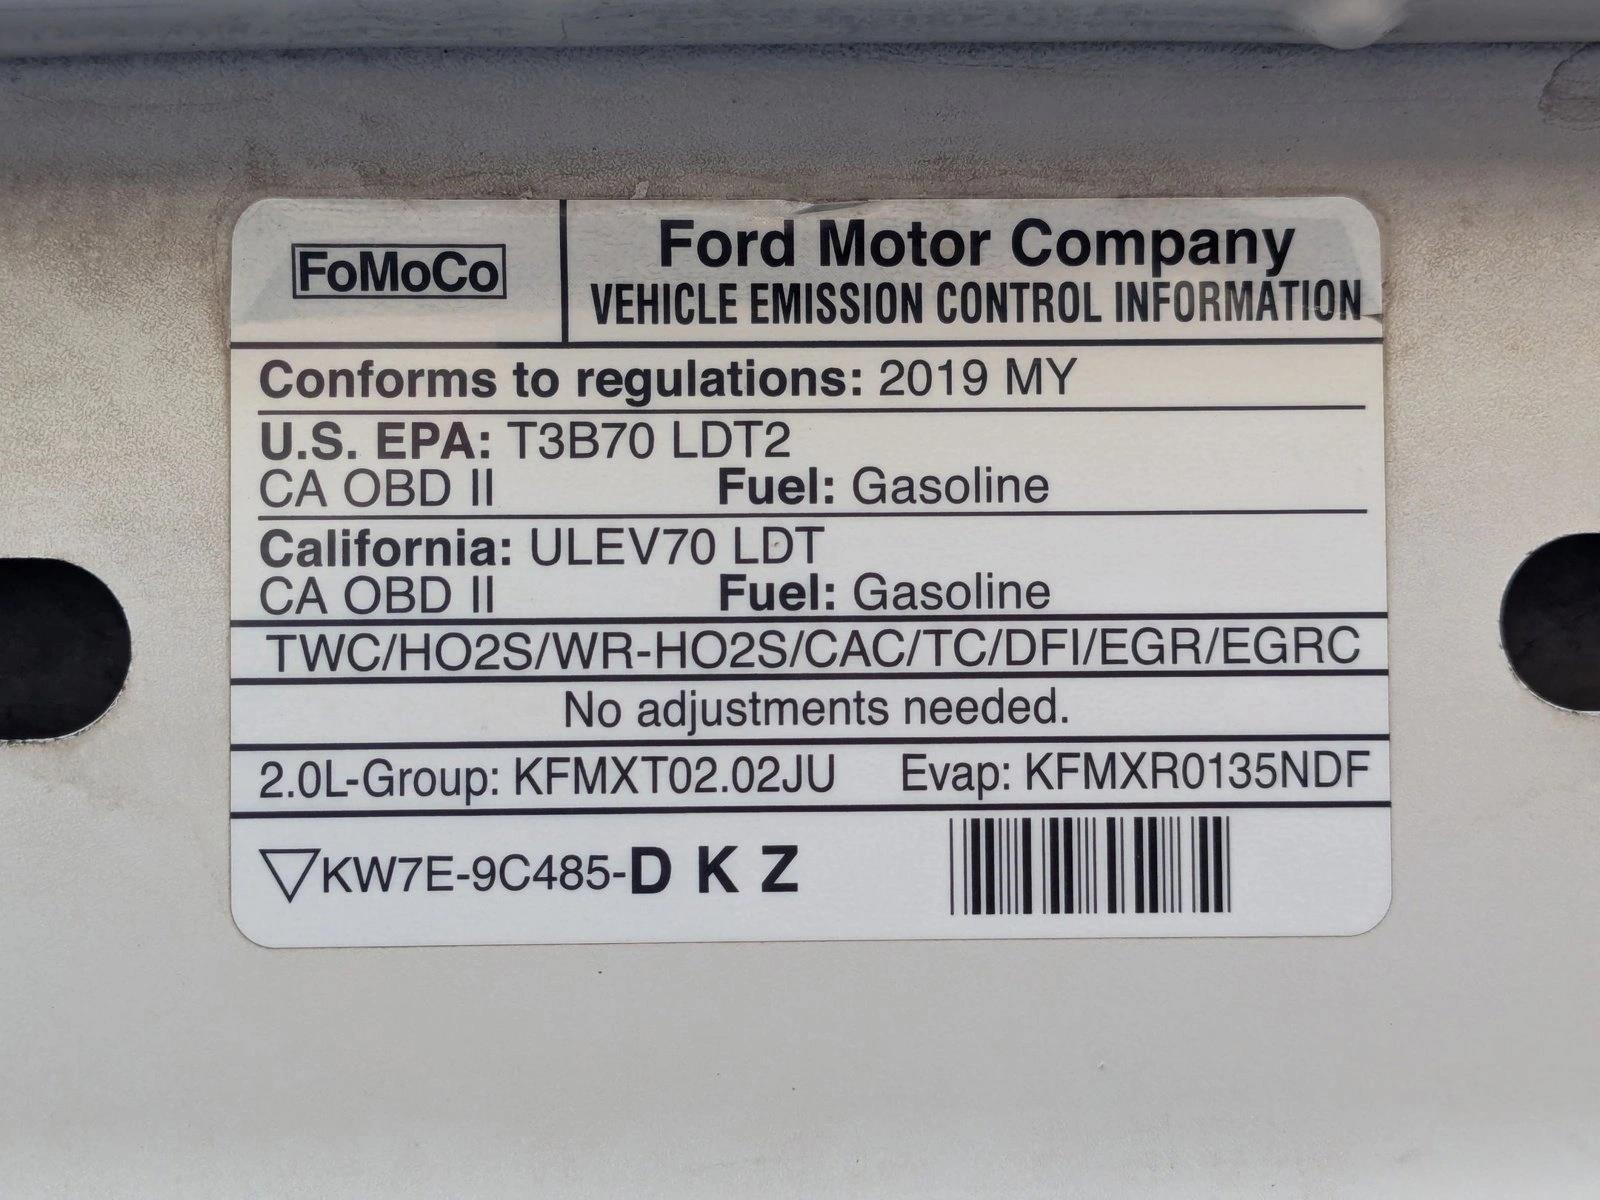 FoMoCo
Ford Motor Company
VEHICLE EMISSION CONTROL INFORMATION
Conforms to regulations: 2019 MY
U.S. EPA: T3B70 LDT2
CA OBD II Fuel: Gasoline
California: ULEV70 LDT
CA OBD II Fuel: Gasoline
TWC/HO2S/WR-HO2S/CAC/TC/DFI/EGR/EGRC
No adjustments needed.
2.0L-Group: KFMXT02.02JU Evap: KFMXR0135NDF
KW7E-9C485-D K Z